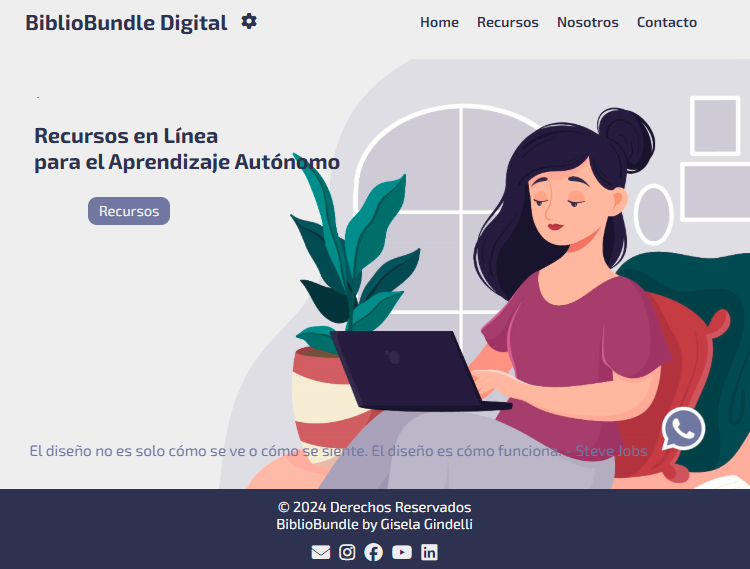 BiblioBundle Digital
Home Recursos Nosotros Contacto
Recursos en Línea
para el Aprendizaje Autónomo
Recursos
El diseño no es solo cómo se ve o cómo se siente. El diseño es cómo funciona. - Steve Jobs
© 2024 Derechos Reservados
BiblioBundle by Gisela Gindelli